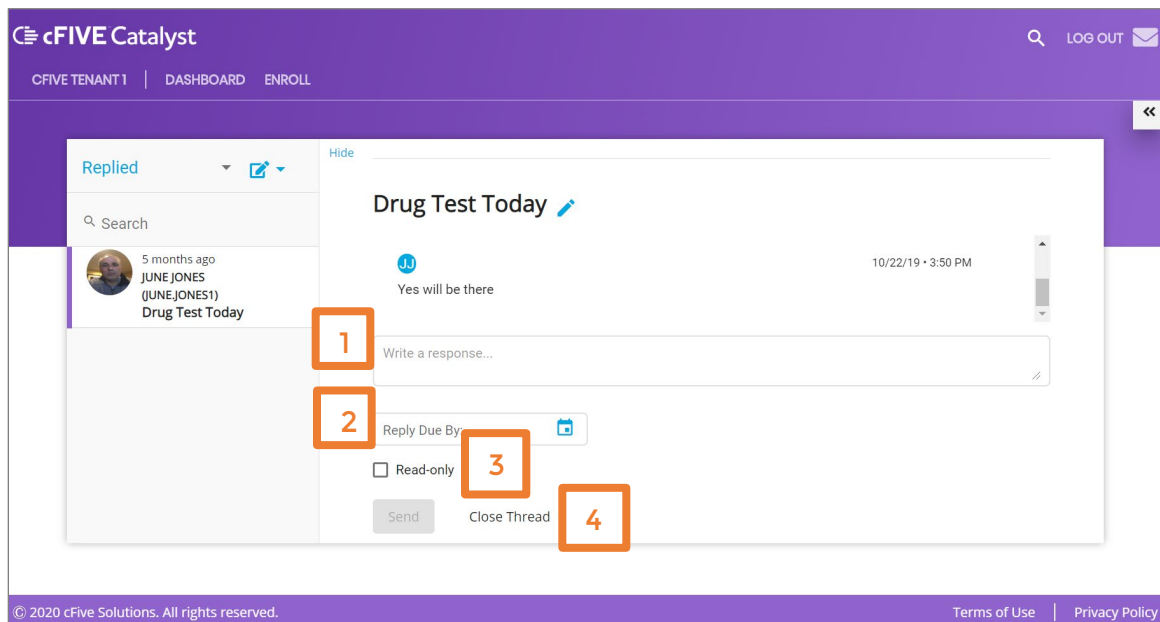 cFIVE Catalyst
LOG OUT
CFIVE TENANT 1 | DASHBOARD ENROLL
«
Replied
Hide
Search
Drug Test Today
5 months ago
JUNE JONES
(JUNE.JONES1)
Drug Test Today
JJ
10/22/19 • 3:50 PM
Yes will be there
1
Write a response...
2
Reply Due By:
3
Read-only
Send
Close Thread
4
© 2020 cFive Solutions. All rights reserved.
Terms of Use | Privacy Policy